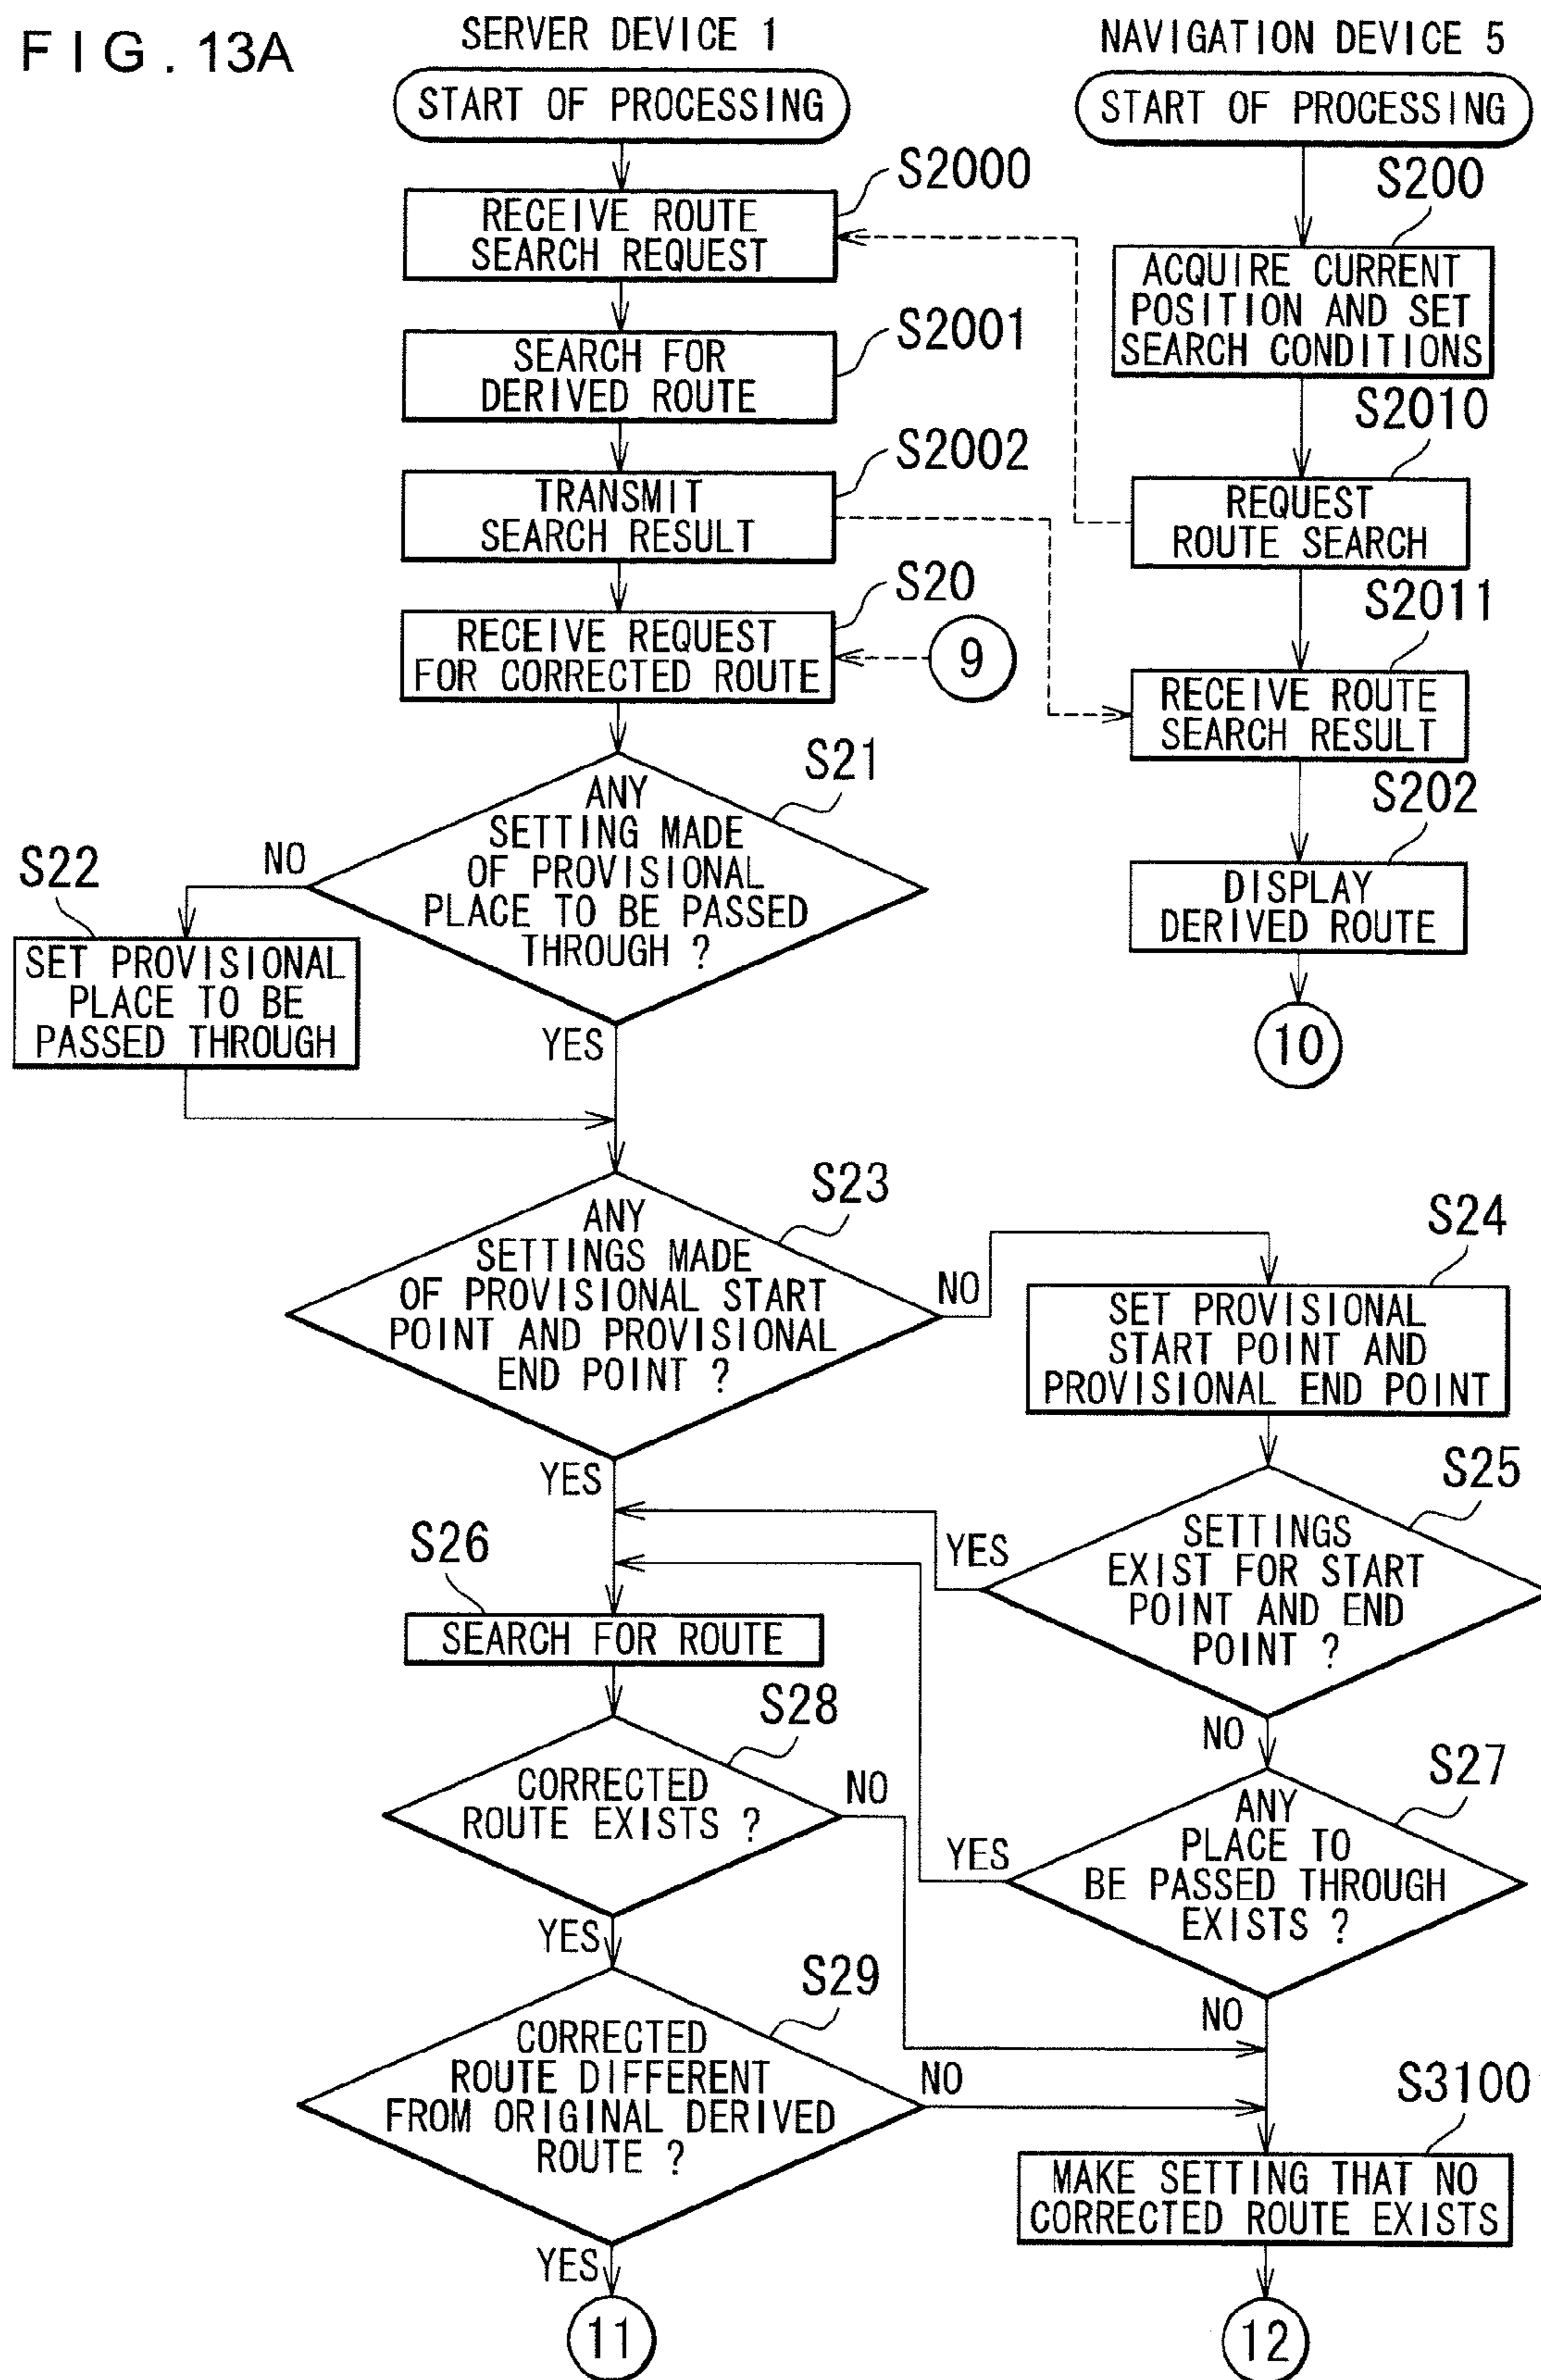 FIG. 13A
SERVER DEVICE 1
START OF PROCESSING
S2000
RECEIVE ROUTE
SEARCH REQUEST
S2001
SEARCH FOR
DERIVED ROUTE
S2002
TRANSMIT
SEARCH RESULT
S20
RECEIVE REQUEST
FOR CORRECTED ROUTE
9
NAVIGATION DEVICE 5
START OF PROCESSING
S200
ACQUIRE CURRENT
POSITION AND SET
SEARCH CONDITIONS
S2010
REQUEST
ROUTE SEARCH
S2011
RECEIVE ROUTE
SEARCH RESULT
S202
DISPLAY
DERIVED ROUTE
10
S21
ANY
SETTING MADE
OF PROVISIONAL
PLACE TO BE PASSED
THROUGH ?
NO
YES
S22
SET PROVISIONAL
PLACE TO BE
PASSED THROUGH
S23
ANY
SETTINGS MADE
OF PROVISIONAL START
POINT AND PROVISIONAL
END POINT ?
NO
YES
S24
SET PROVISIONAL
START POINT AND
PROVISIONAL END POINT
S25
SETTINGS
EXIST FOR START
POINT AND END
POINT ?
YES
NO
S26
SEARCH FOR ROUTE
S27
ANY
PLACE TO
BE PASSED THROUGH
EXISTS ?
YES
NO
S28
CORRECTED
ROUTE EXISTS ?
NO
YES
S29
CORRECTED
ROUTE DIFFERENT
FROM ORIGINAL DERIVED
ROUTE ?
NO
YES
S3100
MAKE SETTING THAT NO
CORRECTED ROUTE EXISTS
11
12